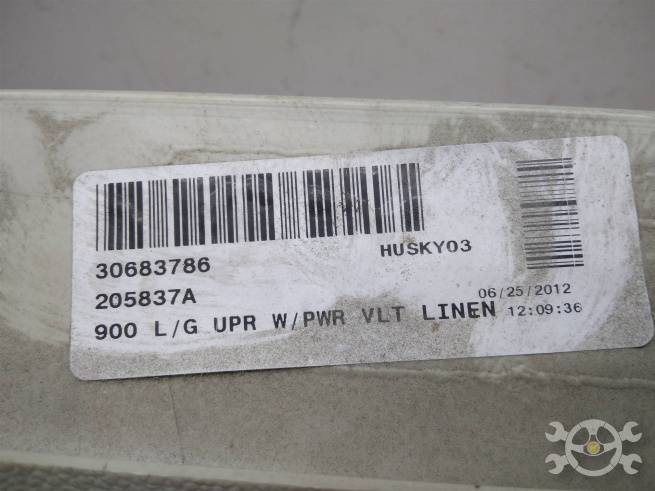 30683786
HUSKY03
205837A
06/25/2012
900 L/G UPR W/PWR VLT LINEN 12:09:36